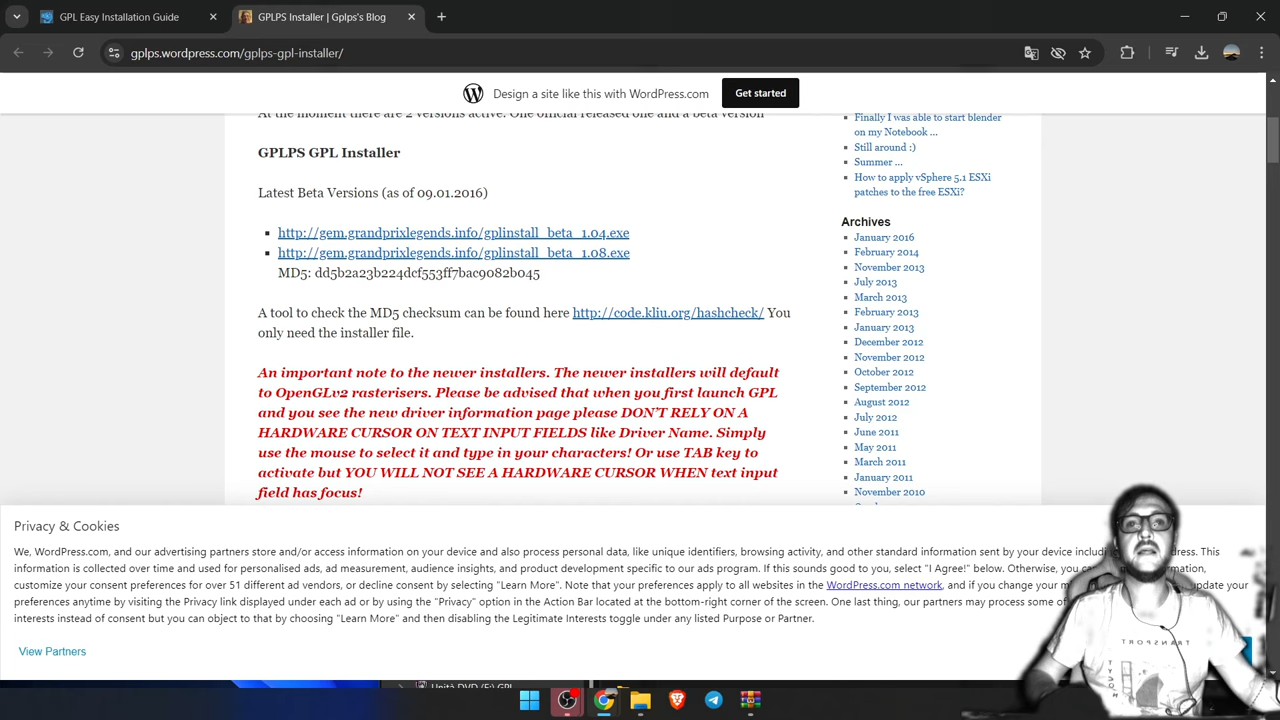 GPL Easy Installation Guide
GPLPS Installer | Gplps's Blog
gplps.wordpress.com/gplps-gpl-installer/
Design a site like this with WordPress.com
Get started
At the moment there are 2 versions active. One official released one and a beta version
GPLPS GPL Installer
Latest Beta Versions (as of 09.01.2016)
http://gem.grandprixlegends.info/gplinstall_beta_1.04.exe
http://gem.grandprixlegends.info/gplinstall_beta_1.08.exe
MD5: dd5b2a23b224dcf553ff7bac9082b045
A tool to check the MD5 checksum can be found here http://code.kliu.org/hashcheck/ You
only need the installer file.
An important note to the newer installers. The newer installers will default
to OpenGLv2 rasterisers. Please be advised that when you first launch GPL
and you see the new driver information page please DON'T RELY ON A
HARDWARE CURSOR ON TEXT INPUT FIELDS like Driver Name. Simply
use the mouse to select it and type in your characters! Or use TAB key to
activate but YOU WILL NOT SEE A HARDWARE CURSOR WHEN text input
field has focus!
Finally I was able to start blender
on my Notebook ...
Still around :)
Summer ...
How to apply vSphere 5.1 ESXi
patches to the free ESXi?
Archives
January 2016
February 2014
November 2013
July 2013
March 2013
February 2013
January 2013
December 2012
November 2012
October 2012
September 2012
August 2012
July 2012
June 2011
May 2011
March 2011
January 2011
November 2010
Privacy & Cookies
We, WordPress.com, and our advertising partners store and/or access information on your device and also process personal data, like unique identifiers, browsing activity, and other standard information sent by your device dress. This
information is collected over time and used for personalised ads, ad measurement, audience insights, and product development specific to our ads program. If this sounds good to you, select "I Agree!" below. Otherwise, you
customize your consent preferences for over 51 different ad vendors, or decline consent by selecting "Learn More". Note that your preferences apply to all websites in the WordPress.com network, and if you change your update your
preferences anytime by visiting the Privacy link displayed under each ad or by using the "Privacy" option in the Action Bar located at the bottom-right corner of the screen. One last thing, our partners may process some of
interests instead of consent but you can object to that by choosing "Learn More" and then disabling the Legitimate Interests toggle under any listed Purpose or Partner.
View Partners
Unità DVD (E:) GPL
TRANSPORT